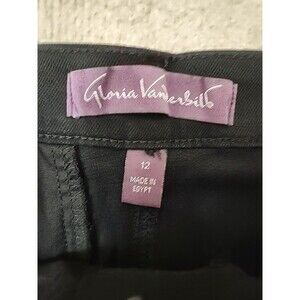 Gloria Vanderbilt
12
MADE IN
EGYPT